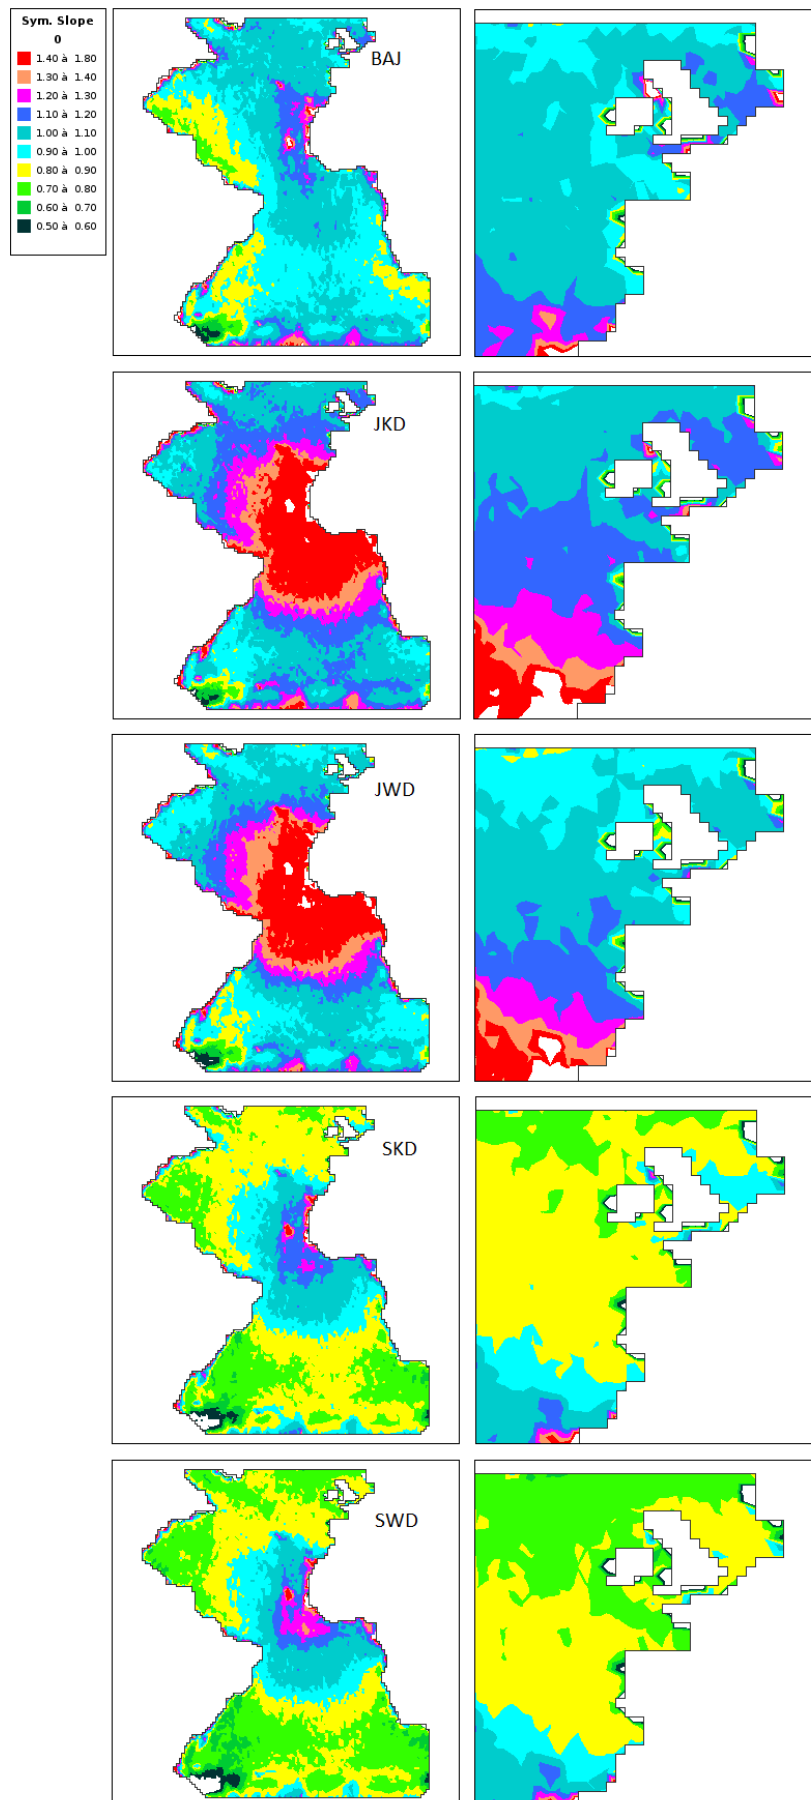 Sym. Slope
0
1.40 à 1.80
1.30 à 1.40
1.20 à 1.30
1.10 à 1.20
1.00 à 1.10
0.90 à 1.00
0.80 à 0.90
0.70 à 0.80
0.60 à 0.70
0.50 à 0.60
BAJ
JKD
JWD
SKD
SWD